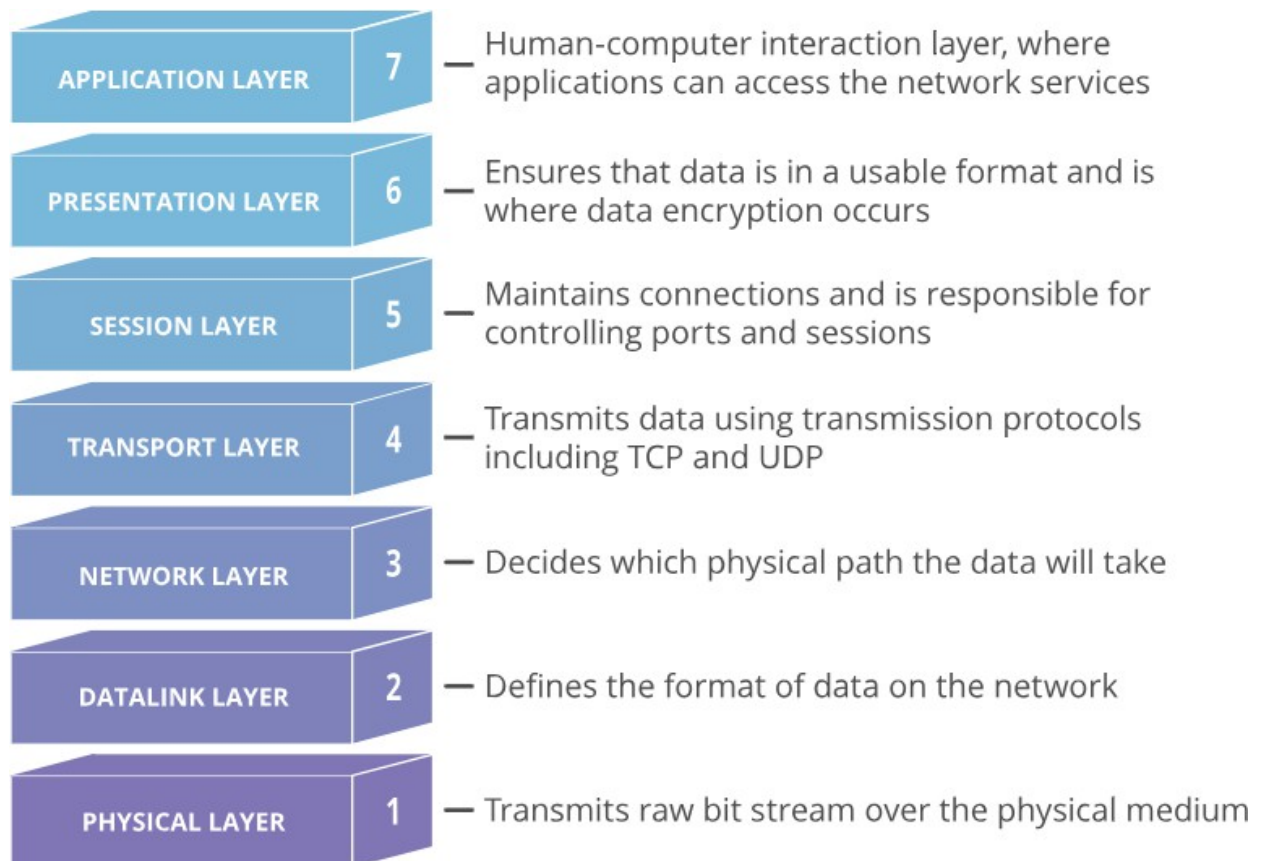 APPLICATION LAYER 7
Human-computer interaction layer, where
applications can access the network services
PRESENTATION LAYER 6
Ensures that data is in a usable format and is
where data encryption occurs
SESSION LAYER 5
Maintains connections and is responsible for
controlling ports and sessions
TRANSPORT LAYER 4
Transmits data using transmission protocols
including TCP and UDP
NETWORK LAYER 3
Decides which physical path the data will take
DATALINK LAYER 2
Defines the format of data on the network
PHYSICAL LAYER 1
Transmits raw bit stream over the physical medium